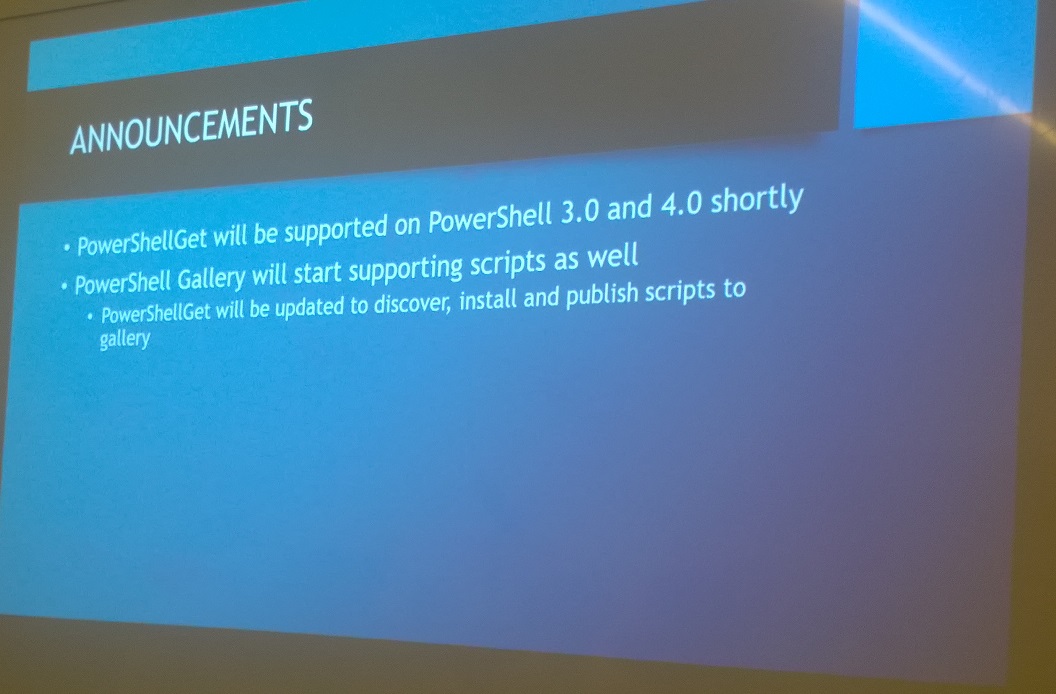 ANNOUNCEMENTS
• PowerShellGet will be supported on PowerShell 3.0 and 4.0 shortly
• PowerShell Gallery will start supporting scripts as well
• PowerShellGet will be updated to discover, install and publish scripts to
gallery